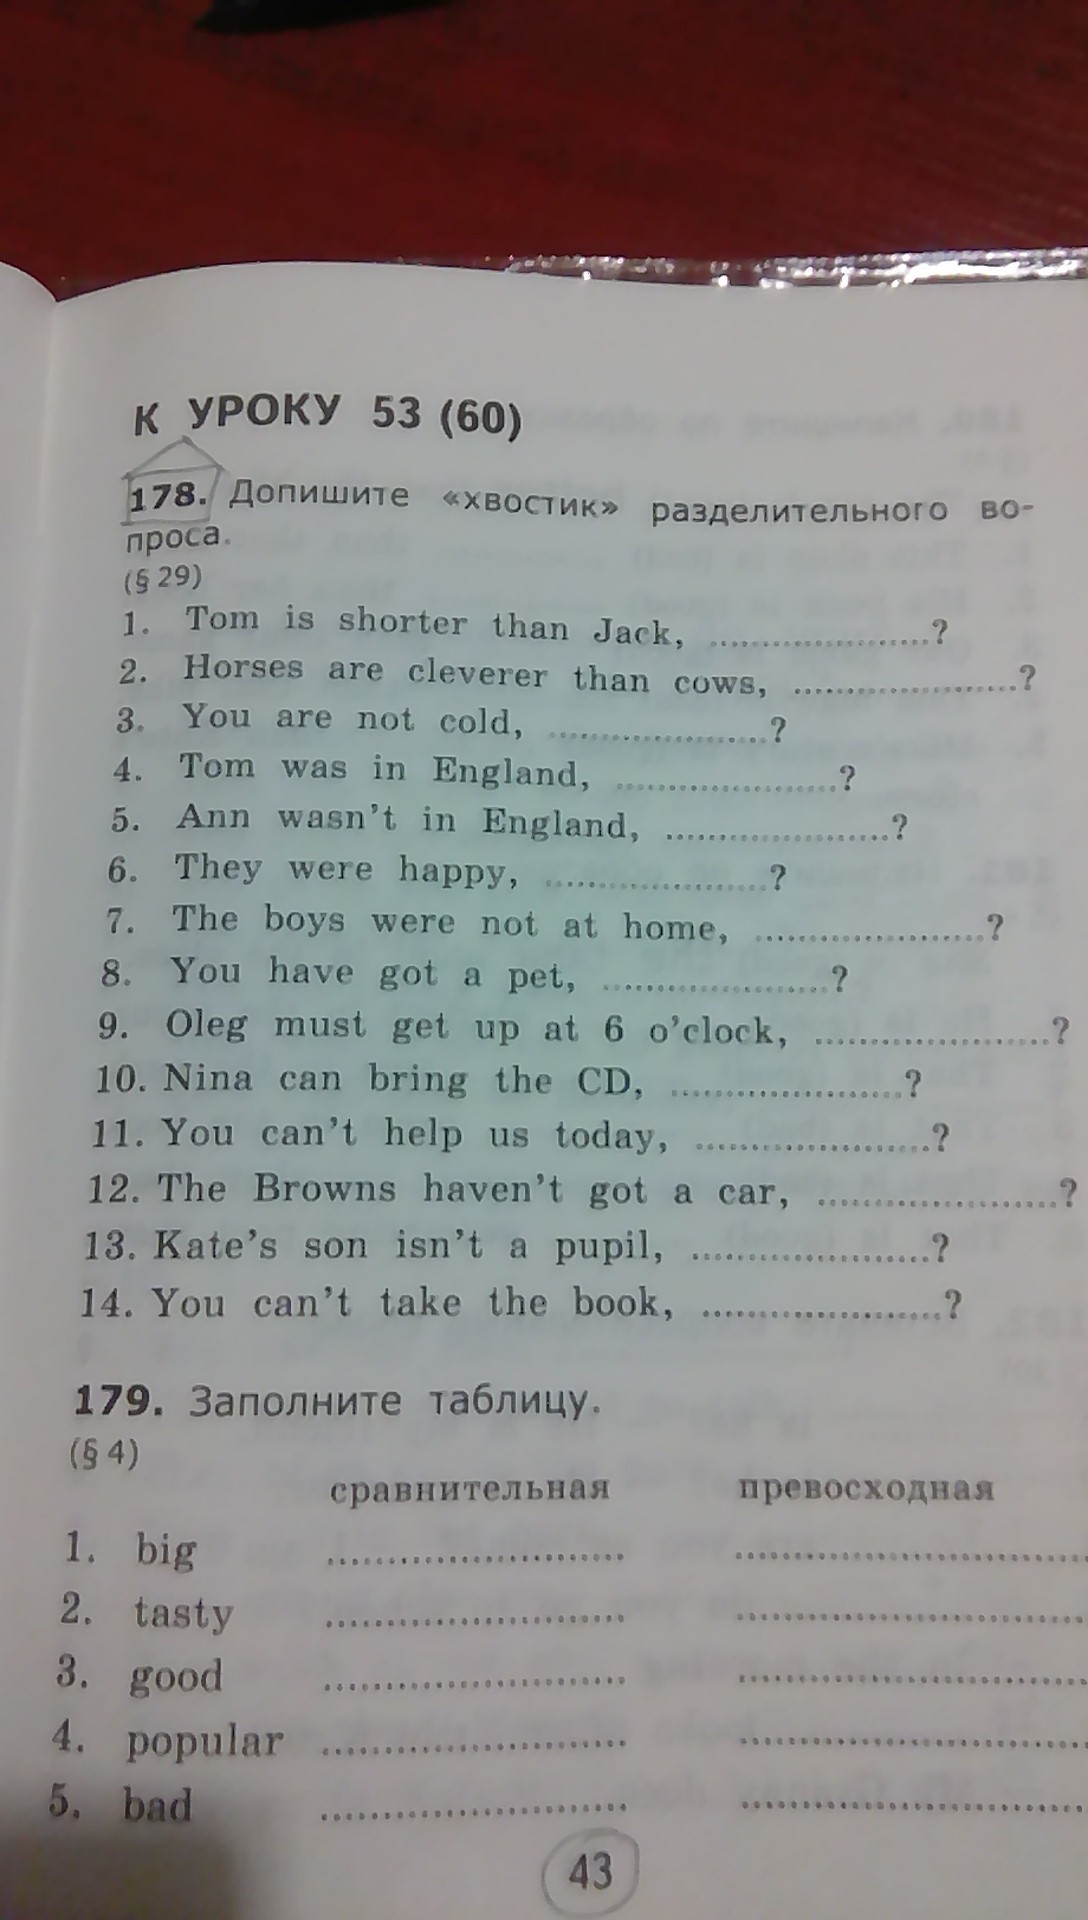 К УРОКУ 53 (60)
178. Допишите «хвостик» разделительного во-
проса.
(§ 29)
1. Tom is shorter than Jack, ......................?
2. Horses are cleverer than cows, ......................?
3. You are not cold, ......................?
4. Tom was in England, ......................?
5. Ann wasn't in England, ......................?
6. They were happy, ......................?
7. The boys were not at home, ......................?
8. You have got a pet, ......................?
9. Oleg must get up at 6 o'clock, ......................?
10. Nina can bring the CD, ......................?
11. You can't help us today, ......................?
12. The Browns haven't got a car, ......................?
13. Kate's son isn't a pupil, ......................?
14. You can't take the book, ......................?
179. Заполните таблицу.
(§ 4)
сравнительная превосходная
1. big ............................ ............................
2. tasty ............................ ............................
3. good ............................ ............................
4. popular ............................ ............................
5. bad ............................ ............................
43